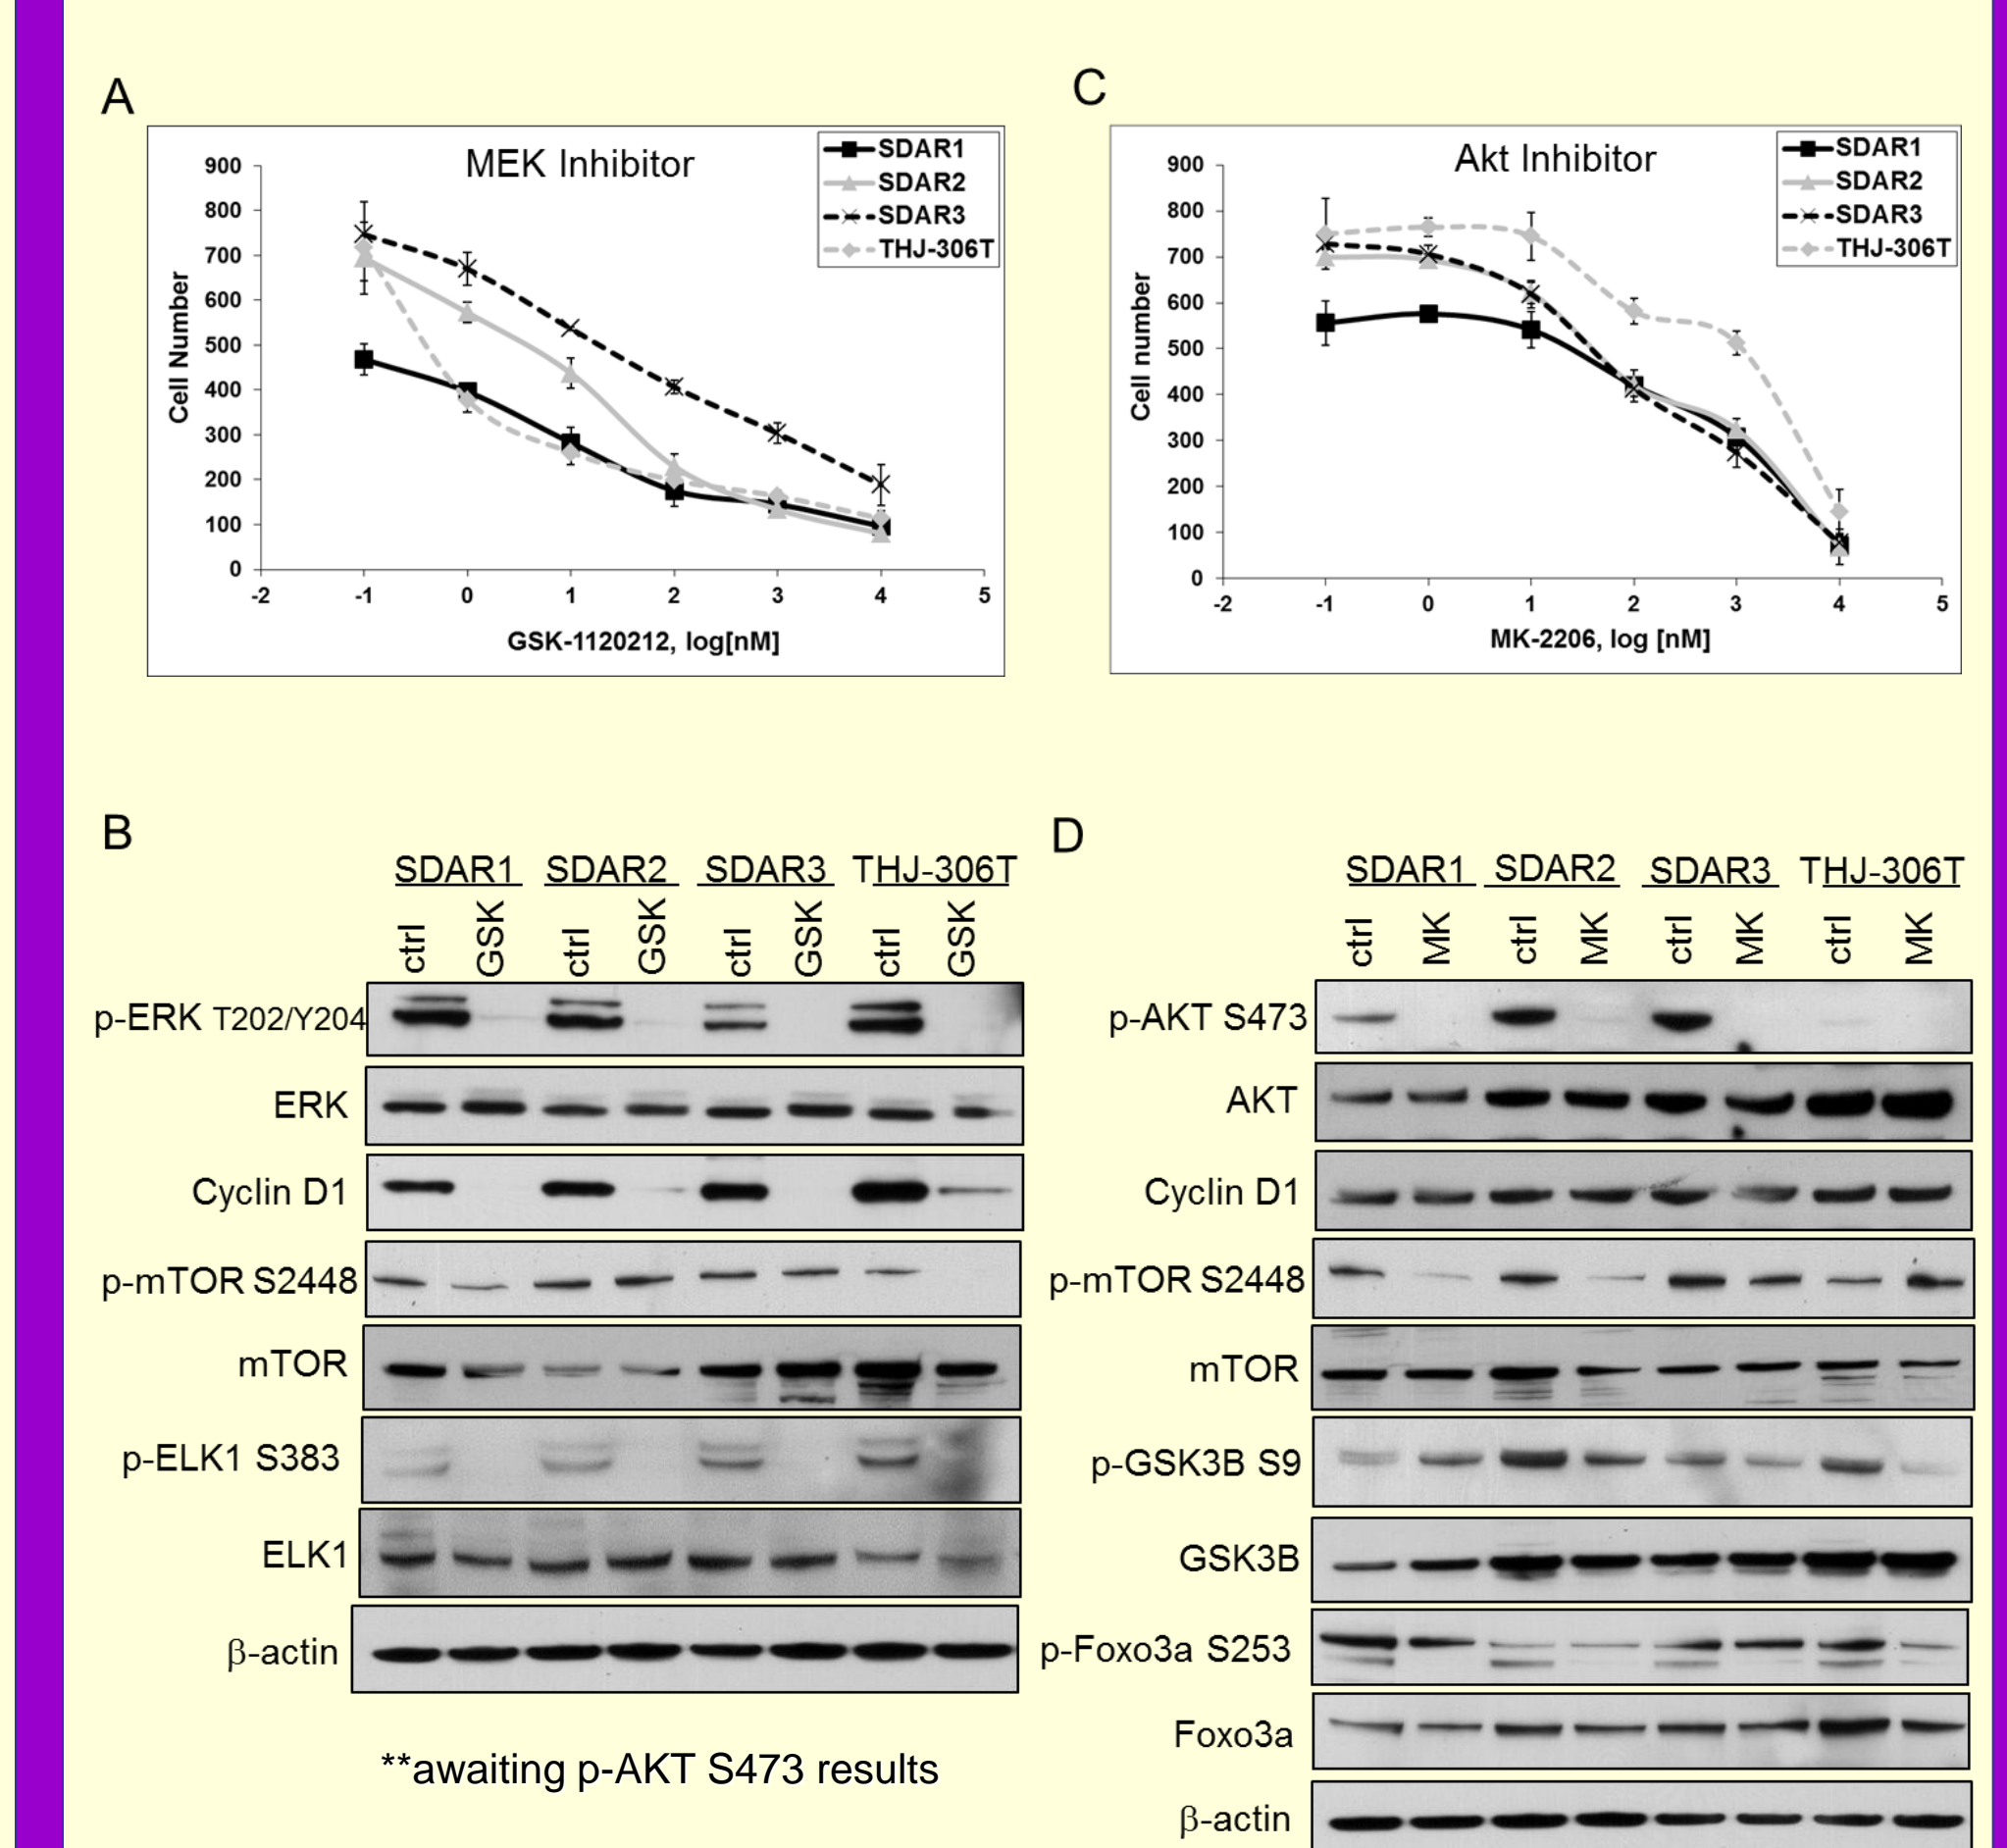 A
MEK Inhibitor
SDAR1
SDAR2
SDAR3
THJ-306T
900
800
700
600
500
400
300
200
100
0
Cell Number
-2 -1 0 1 2 3 4 5
GSK-1120212, log[nM]
C
Akt Inhibitor
SDAR1
SDAR2
SDAR3
THJ-306T
900
800
700
600
500
400
300
200
100
0
Cell number
-2 -1 0 1 2 3 4 5
MK-2206, log [nM]
B
SDAR1 SDAR2 SDAR3 THJ-306T
ctrl GSK ctrl GSK ctrl GSK ctrl GSK
p-ERK T202/Y204
ERK
Cyclin D1
p-mTOR S2448
mTOR
p-ELK1 S383
ELK1
β-actin
**awaiting p-AKT S473 results
D
SDAR1 SDAR2 SDAR3 THJ-306T
ctrl MK ctrl MK ctrl MK ctrl MK
p-AKT S473
AKT
Cyclin D1
p-mTOR S2448
mTOR
p-GSK3B S9
GSK3B
p-Foxo3a S253
Foxo3a
β-actin